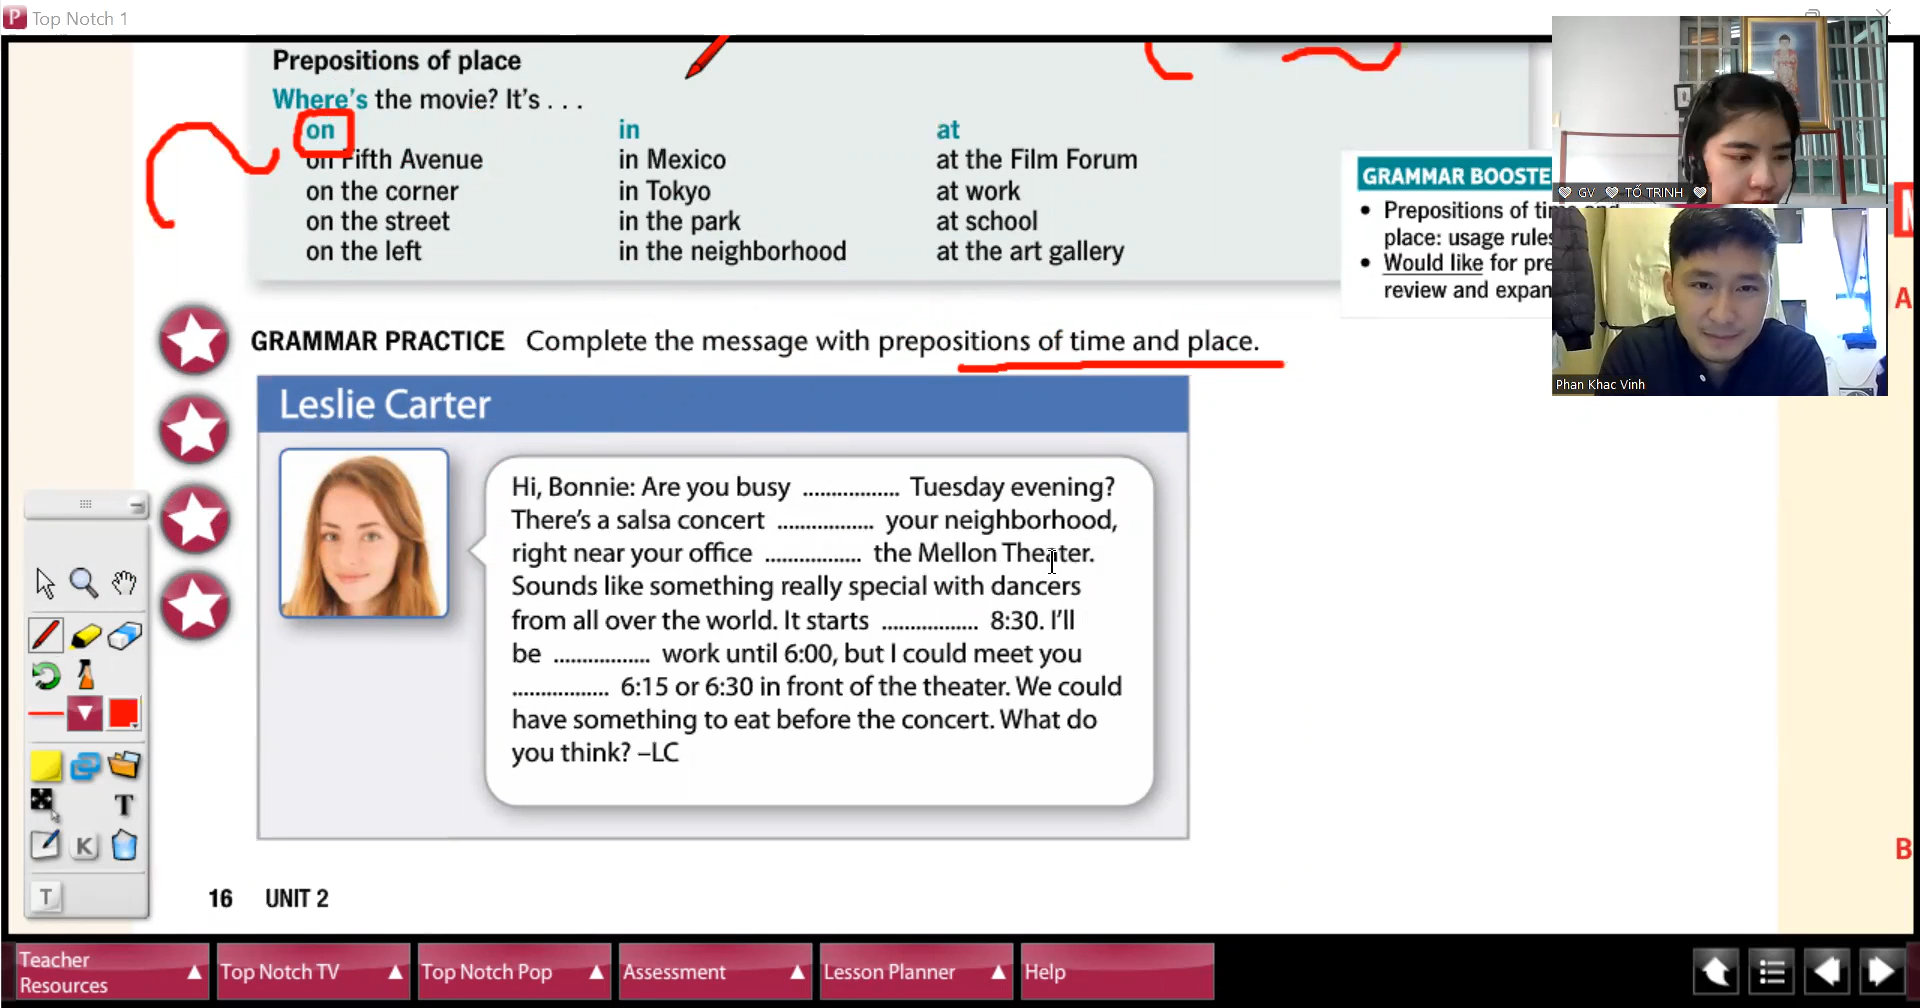 Top Notch 1
Prepositions of place
Where's the movie? It's . . .
on in at
on Fifth Avenue in Mexico at the Film Forum
on the corner in Tokyo at work
on the street in the park at school
on the left in the neighborhood at the art gallery
GRAMMAR BOOSTE
• Prepositions of time and
place: usage rules
• Would like for pre
review and expan
GV TỐ TRINH
Phan Khac Vinh
GRAMMAR PRACTICE Complete the message with prepositions of time and place.
Leslie Carter
Hi, Bonnie: Are you busy ................. Tuesday evening?
There's a salsa concert ................. your neighborhood,
right near your office ................. the Mellon Theater.
Sounds like something really special with dancers
from all over the world. It starts ................. 8:30. I'll
be ................. work until 6:00, but I could meet you
................. 6:15 or 6:30 in front of the theater. We could
have something to eat before the concert. What do
you think? –LC
A
B
T
K
T
16 UNIT 2
Teacher
Resources
Top Notch TV
Top Notch Pop
Assessment
Lesson Planner
Help